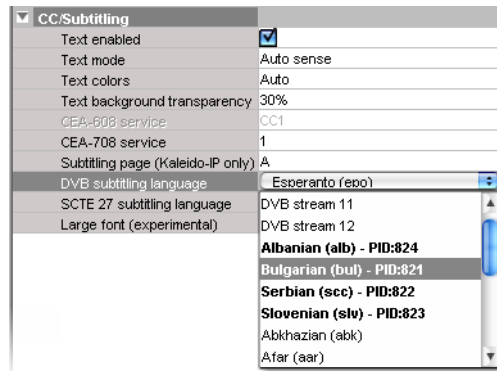 CC/Subtitling
Text enabled
Text mode Auto sense
Text colors Auto
Text background transparency 30%
CEA-608 service CC1
CEA-708 service 1
Subtitling page (Kaleido-IP only) A
DVB subtitling language Esperanto (epo)
SCTE 27 subtitling language DVB stream 11
Large font (experimental) DVB stream 12
Albanian (alb) - PID:824
Bulgarian (bul) - PID:821
Serbian (scc) - PID:822
Slovenian (slv) - PID:823
Abkhazian (abk)
Afar (aar)